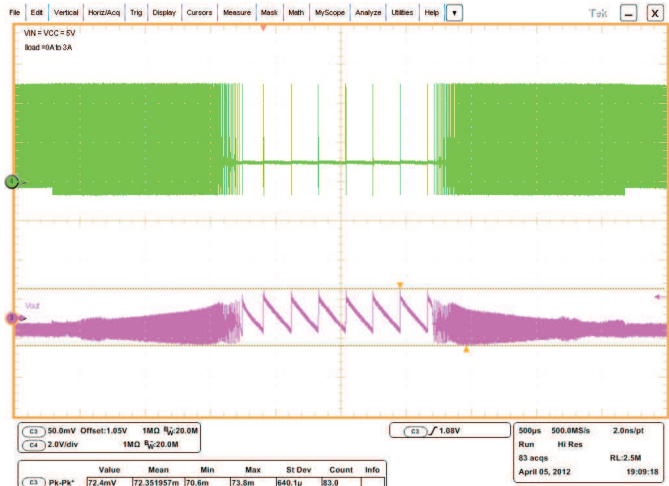 File Edit Vertical Horiz/Acq Trig Display Cursors Measure Mask Math MyScope Analyze Utilities Help Tek X
VIN = VCC = 5V
Iload =0A to 3A
4
Vout
3
C3 50.0mV Offset:1.05V 1MΩ BW:20.0M
C4 2.0V/div 1MΩ BW:20.0M
C3 1.08V
500µs 500.0MS/s 2.0ns/pt
Run Hi Res
83 acqs RL:2.5M
April 05, 2012 19:09:18
Value Mean Min Max St Dev Count Info
C3 Pk-Pk* 72.4mV 72.351957m 70.6m 73.8m 640.1µ 83.0